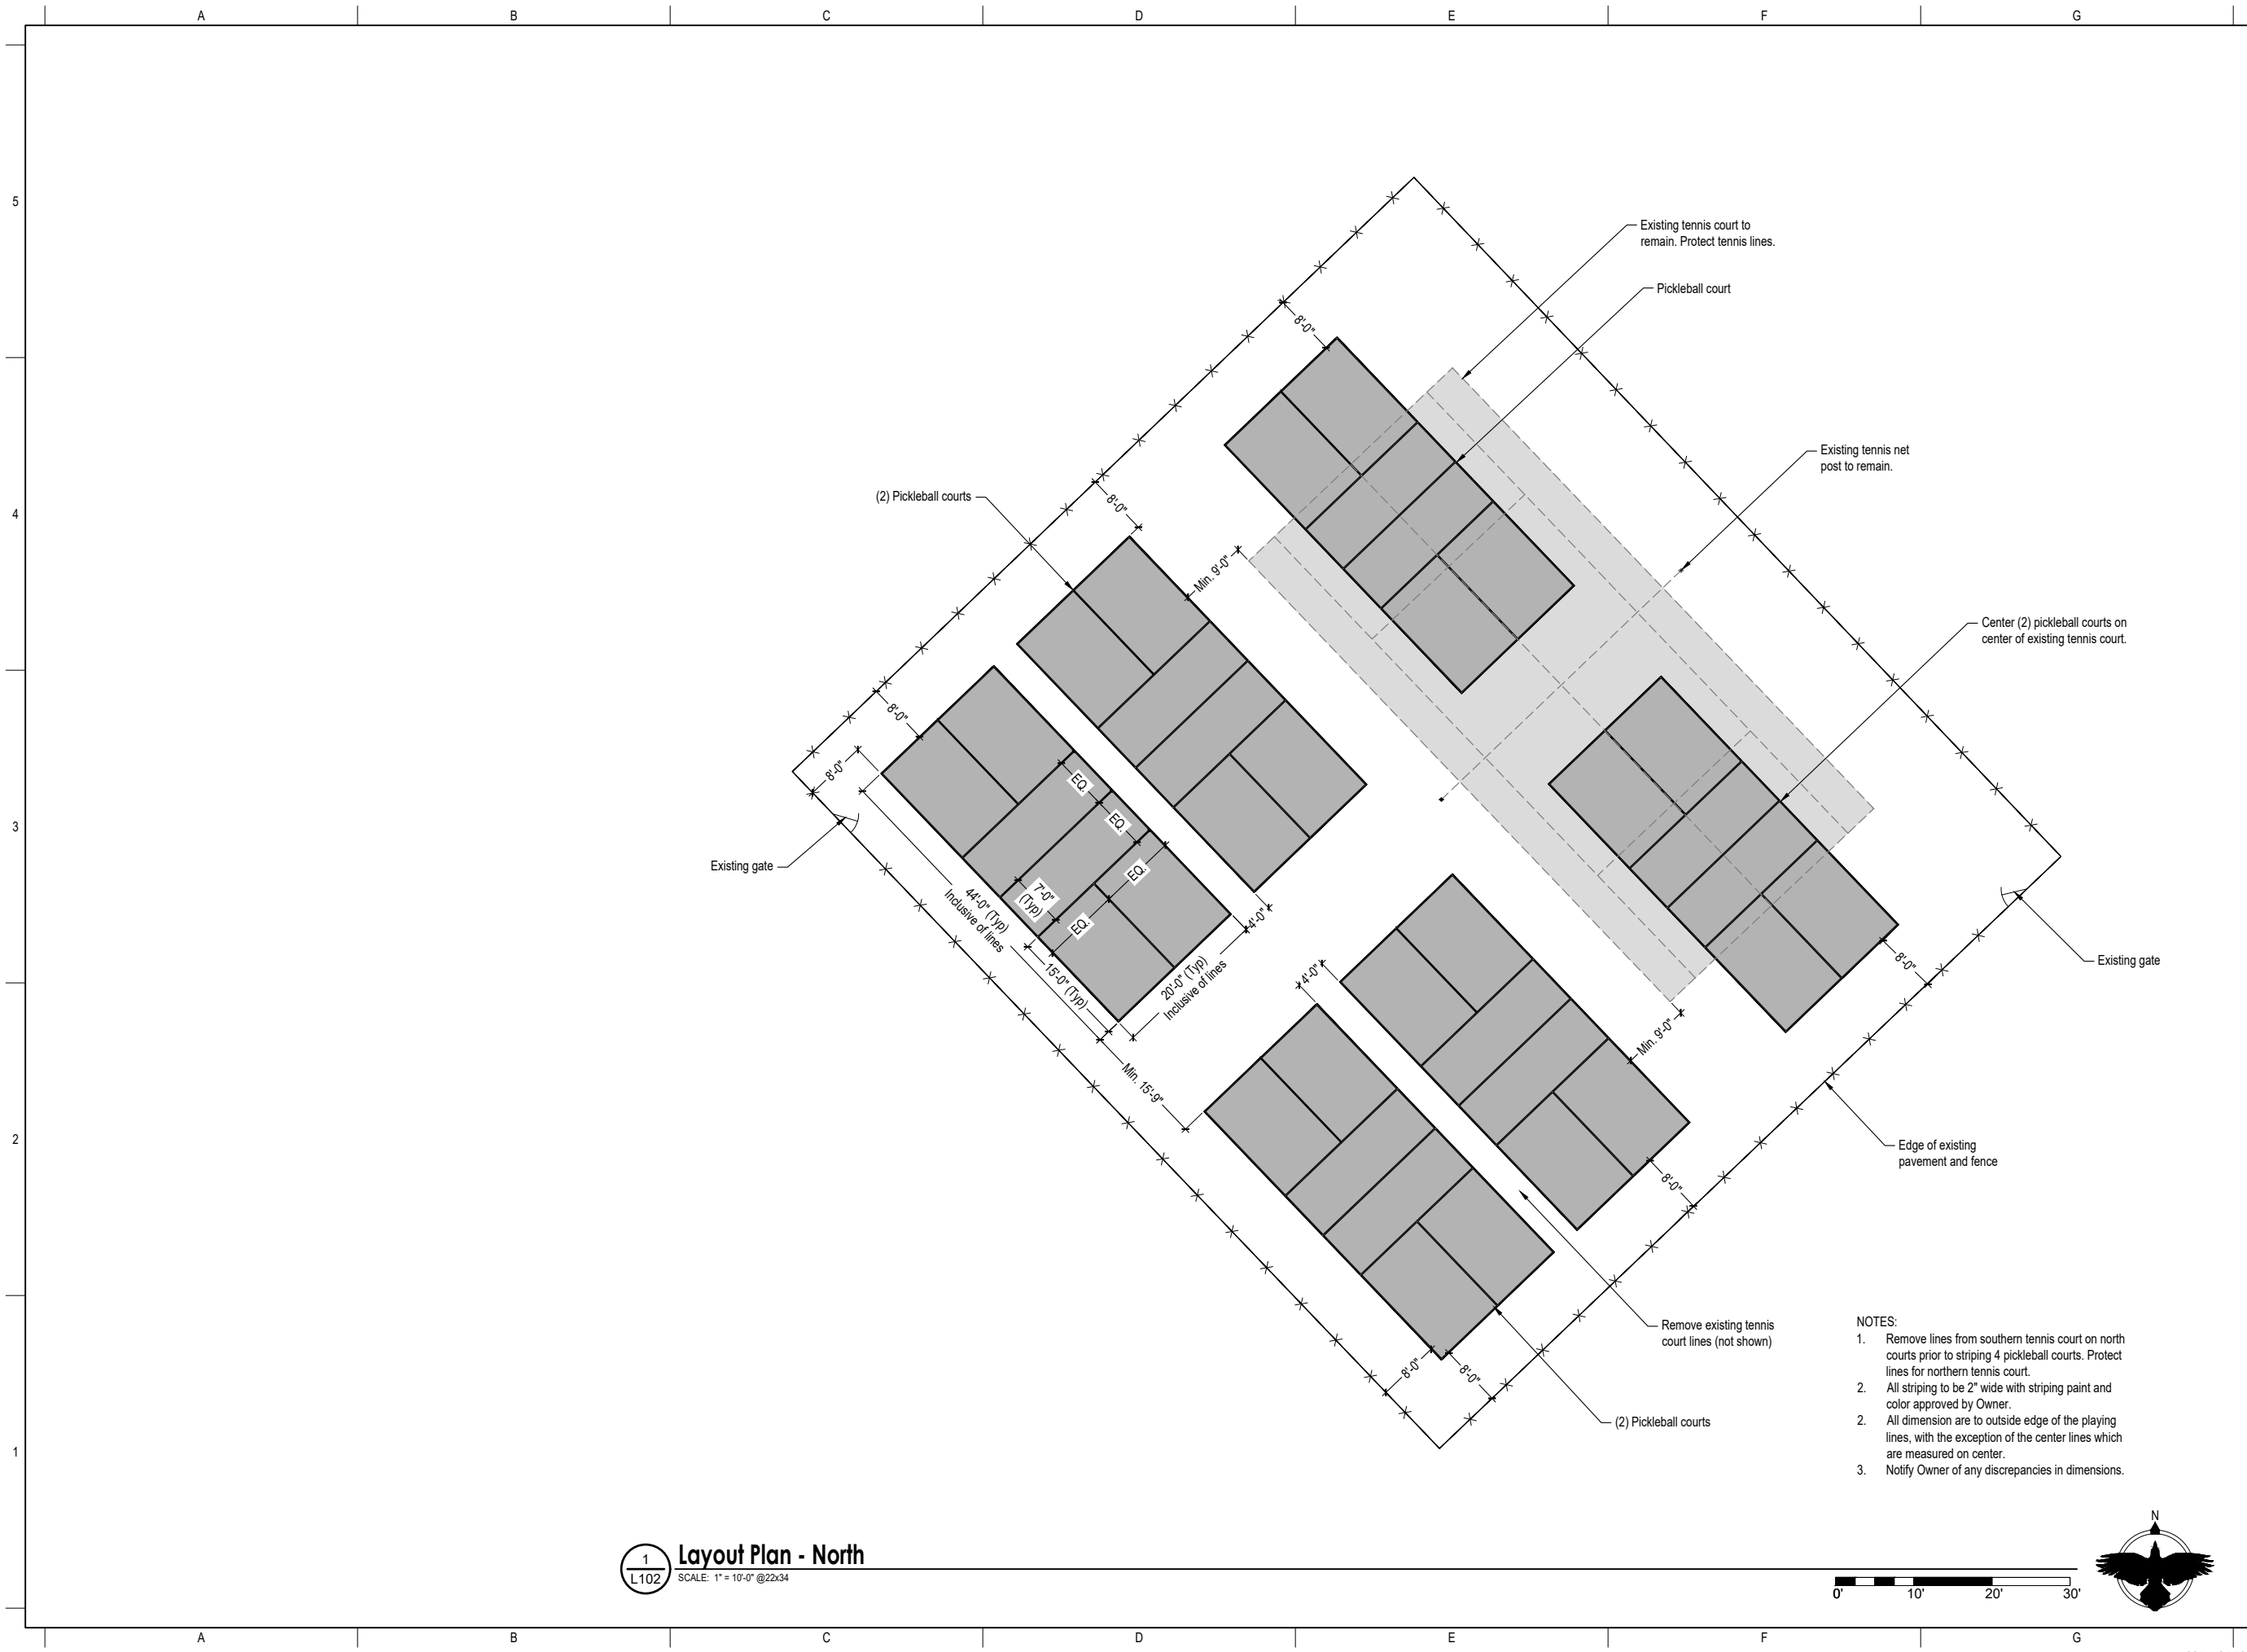 A B C D E F G
5
4
3
2
1
Existing tennis court to
remain. Protect tennis lines.
Pickleball court
8'-0"
Existing tennis net
post to remain.
(2) Pickleball courts
8'-0"
Min. 9'-0"
Center (2) pickleball courts on
center of existing tennis court.
8'-0"
8'-0"
EQ.
EQ.
EQ.
EQ.
Existing gate
7'-0"
(Typ)
44'-0" (Typ)
Inclusive of lines
15'-0" (Typ)
20'-0" (Typ)
Inclusive of lines
4'-0"
4'-0"
8'-0"
Existing gate
Min. 9'-0"
Min. 15'-9"
Edge of existing
pavement and fence
8'-0"
Remove existing tennis
court lines (not shown)
8'-0"
8'-0"
(2) Pickleball courts
NOTES:
1. Remove lines from southern tennis court on north
courts prior to striping 4 pickleball courts. Protect
lines for northern tennis court.
2. All striping to be 2" wide with striping paint and
color approved by Owner.
2. All dimension are to outside edge of the playing
lines, with the exception of the center lines which
are measured on center.
3. Notify Owner of any discrepancies in dimensions.
1
L102
Layout Plan - North
SCALE: 1" = 10'-0" @22x34
N
0' 10' 20' 30'
A B C D E F G